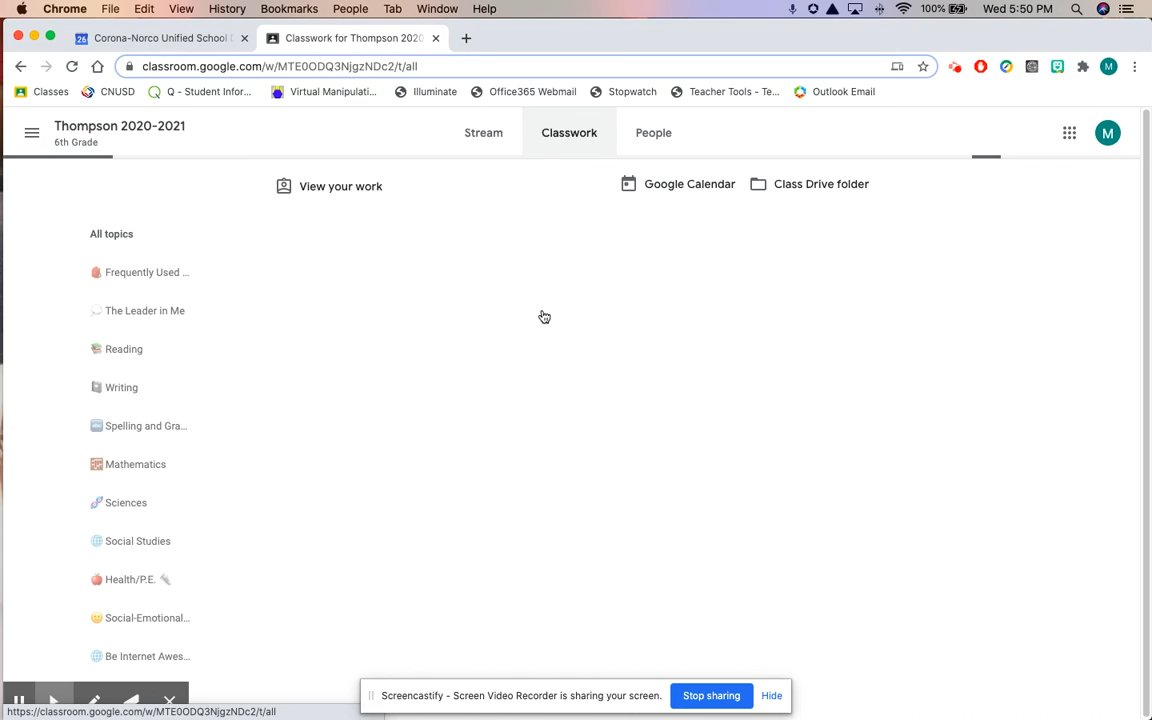 Chrome File Edit View History Bookmarks People Tab Window Help 100% Wed 5:50 PM
26 Corona-Norco Unified School D Classwork for Thompson 2020
classroom.google.com/w/MTE0ODQ3NjgzNDc2/t/all
Classes CNUSD Q - Student Infor... Virtual Manipulati... Illuminate Office365 Webmail Stopwatch Teacher Tools - Te... Outlook Email
Thompson 2020-2021
6th Grade
Stream Classwork People
M
View your work Google Calendar Class Drive folder
All topics
Frequently Used ...
The Leader in Me
Reading
Writing
Spelling and Gra...
Mathematics
Sciences
Social Studies
Health/P.E.
Social-Emotional...
Be Internet Awes...
Screencastify - Screen Video Recorder is sharing your screen. Stop sharing Hide
https://classroom.google.com/w/MTE0ODQ3NjgzNDc2/t/all